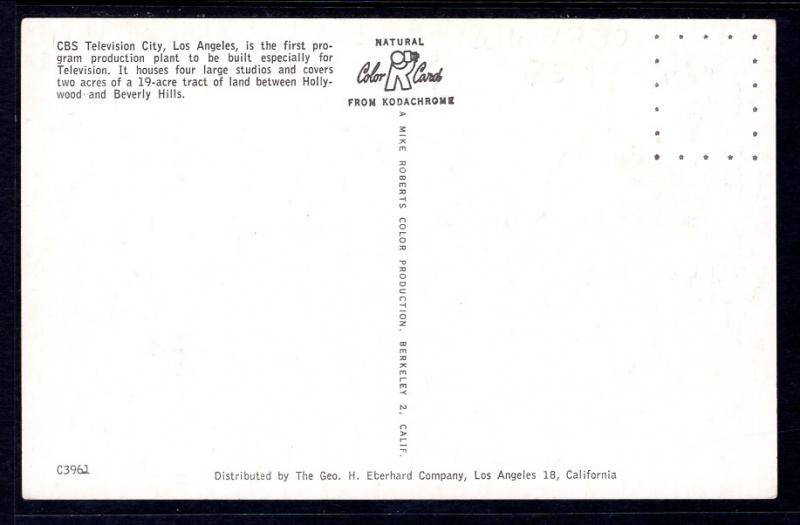 CBS Television City, Los Angeles, is the first pro-
gram production plant to be built especially for
Television. It houses four large studios and covers
two acres of a 19-acre tract of land between Holly-
wood and Beverly Hills.
NATURAL
Color Cards
FROM KODACHROME
A MIKE ROBERTS COLOR PRODUCTION, BERKELEY 2, CALIF.
C3961
Distributed by The Geo. H. Eberhard Company, Los Angeles 18, California